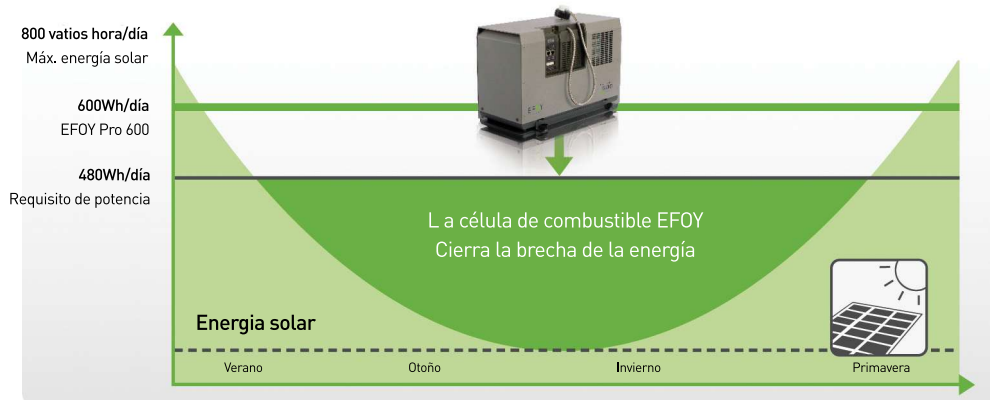 800 vatios hora/día
Máx. energía solar
600Wh/día
EFOY Pro 600
480Wh/día
Requisito de potencia
L a célula de combustible EFOY
Cierra la brecha de la energía
Energia solar
Verano
Otoño
Invierno
Primavera